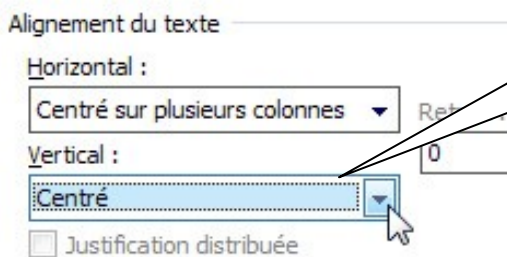 Alignement du texte
Horizontal :
Centré sur plusieurs colonnes
Vertical :
0
Centré
Justification distribuée